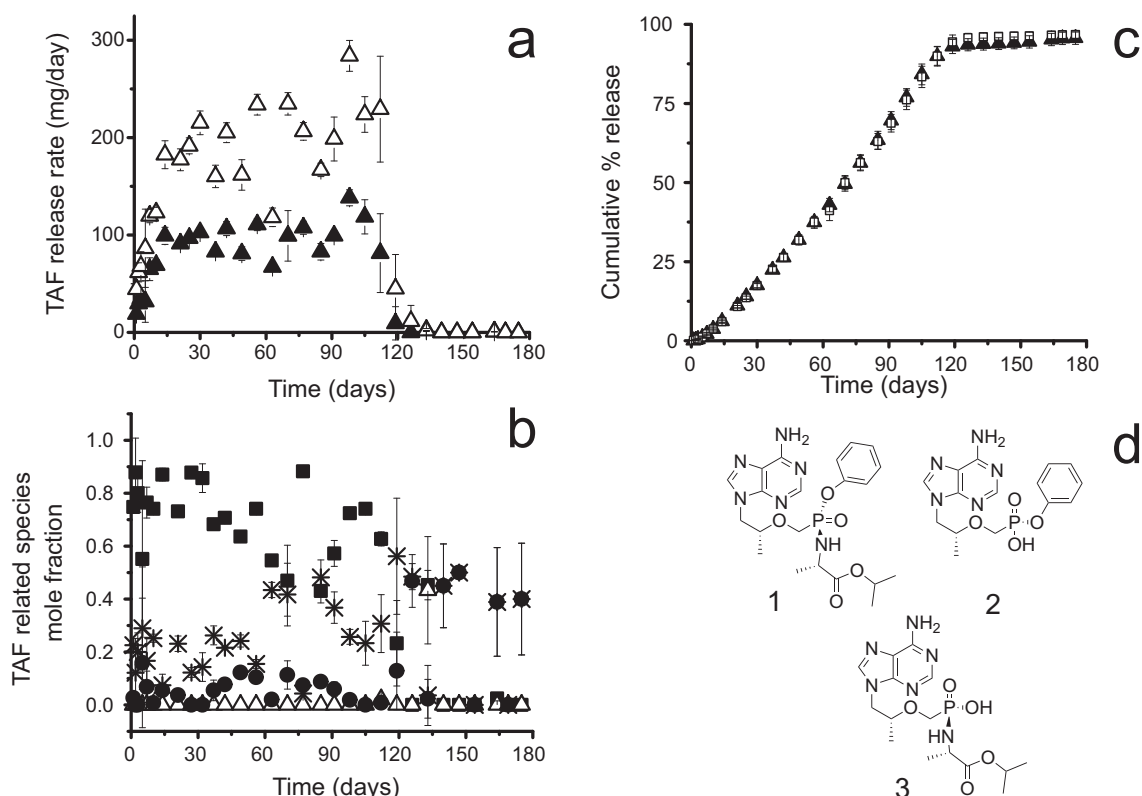 a
TAF release rate (mg/day)
300
200
100
0
0 30 60 90 120 150 180
Time (days)
c
Cumulative % release
100
75
50
25
0
0 30 60 90 120 150 180
Time (days)
b
TAF related species
mole fraction
1.0
0.8
0.6
0.4
0.2
0.0
0 30 60 90 120 150 180
Time (days)
d
NH2
N
N
N
N
O
O
P
O
NH
O
O
1
NH2
N
N
N
N
O
O
P
O
OH
2
NH2
N
N
N
N
O
O
P
OH
HN
O
O
3